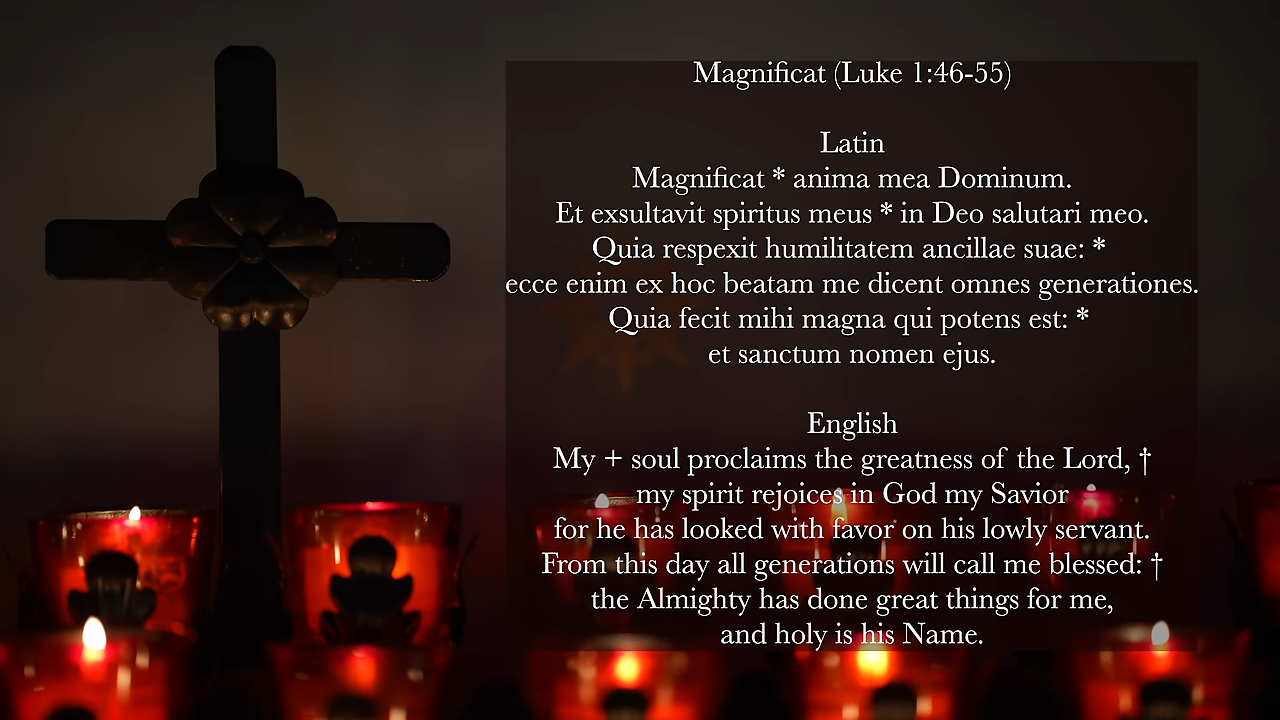 Magnificat (Luke 1:46-55)
Latin
Magnificat * anima mea Dominum.
Et exsultavit spiritus meus * in Deo salutari meo.
Quia respexit humilitatem ancillae suae: *
ecce enim ex hoc beatam me dicent omnes generationes.
Quia fecit mihi magna qui potens est: *
et sanctum nomen ejus.
English
My + soul proclaims the greatness of the Lord, †
my spirit rejoices in God my Savior
for he has looked with favor on his lowly servant.
From this day all generations will call me blessed: †
the Almighty has done great things for me,
and holy is his Name.